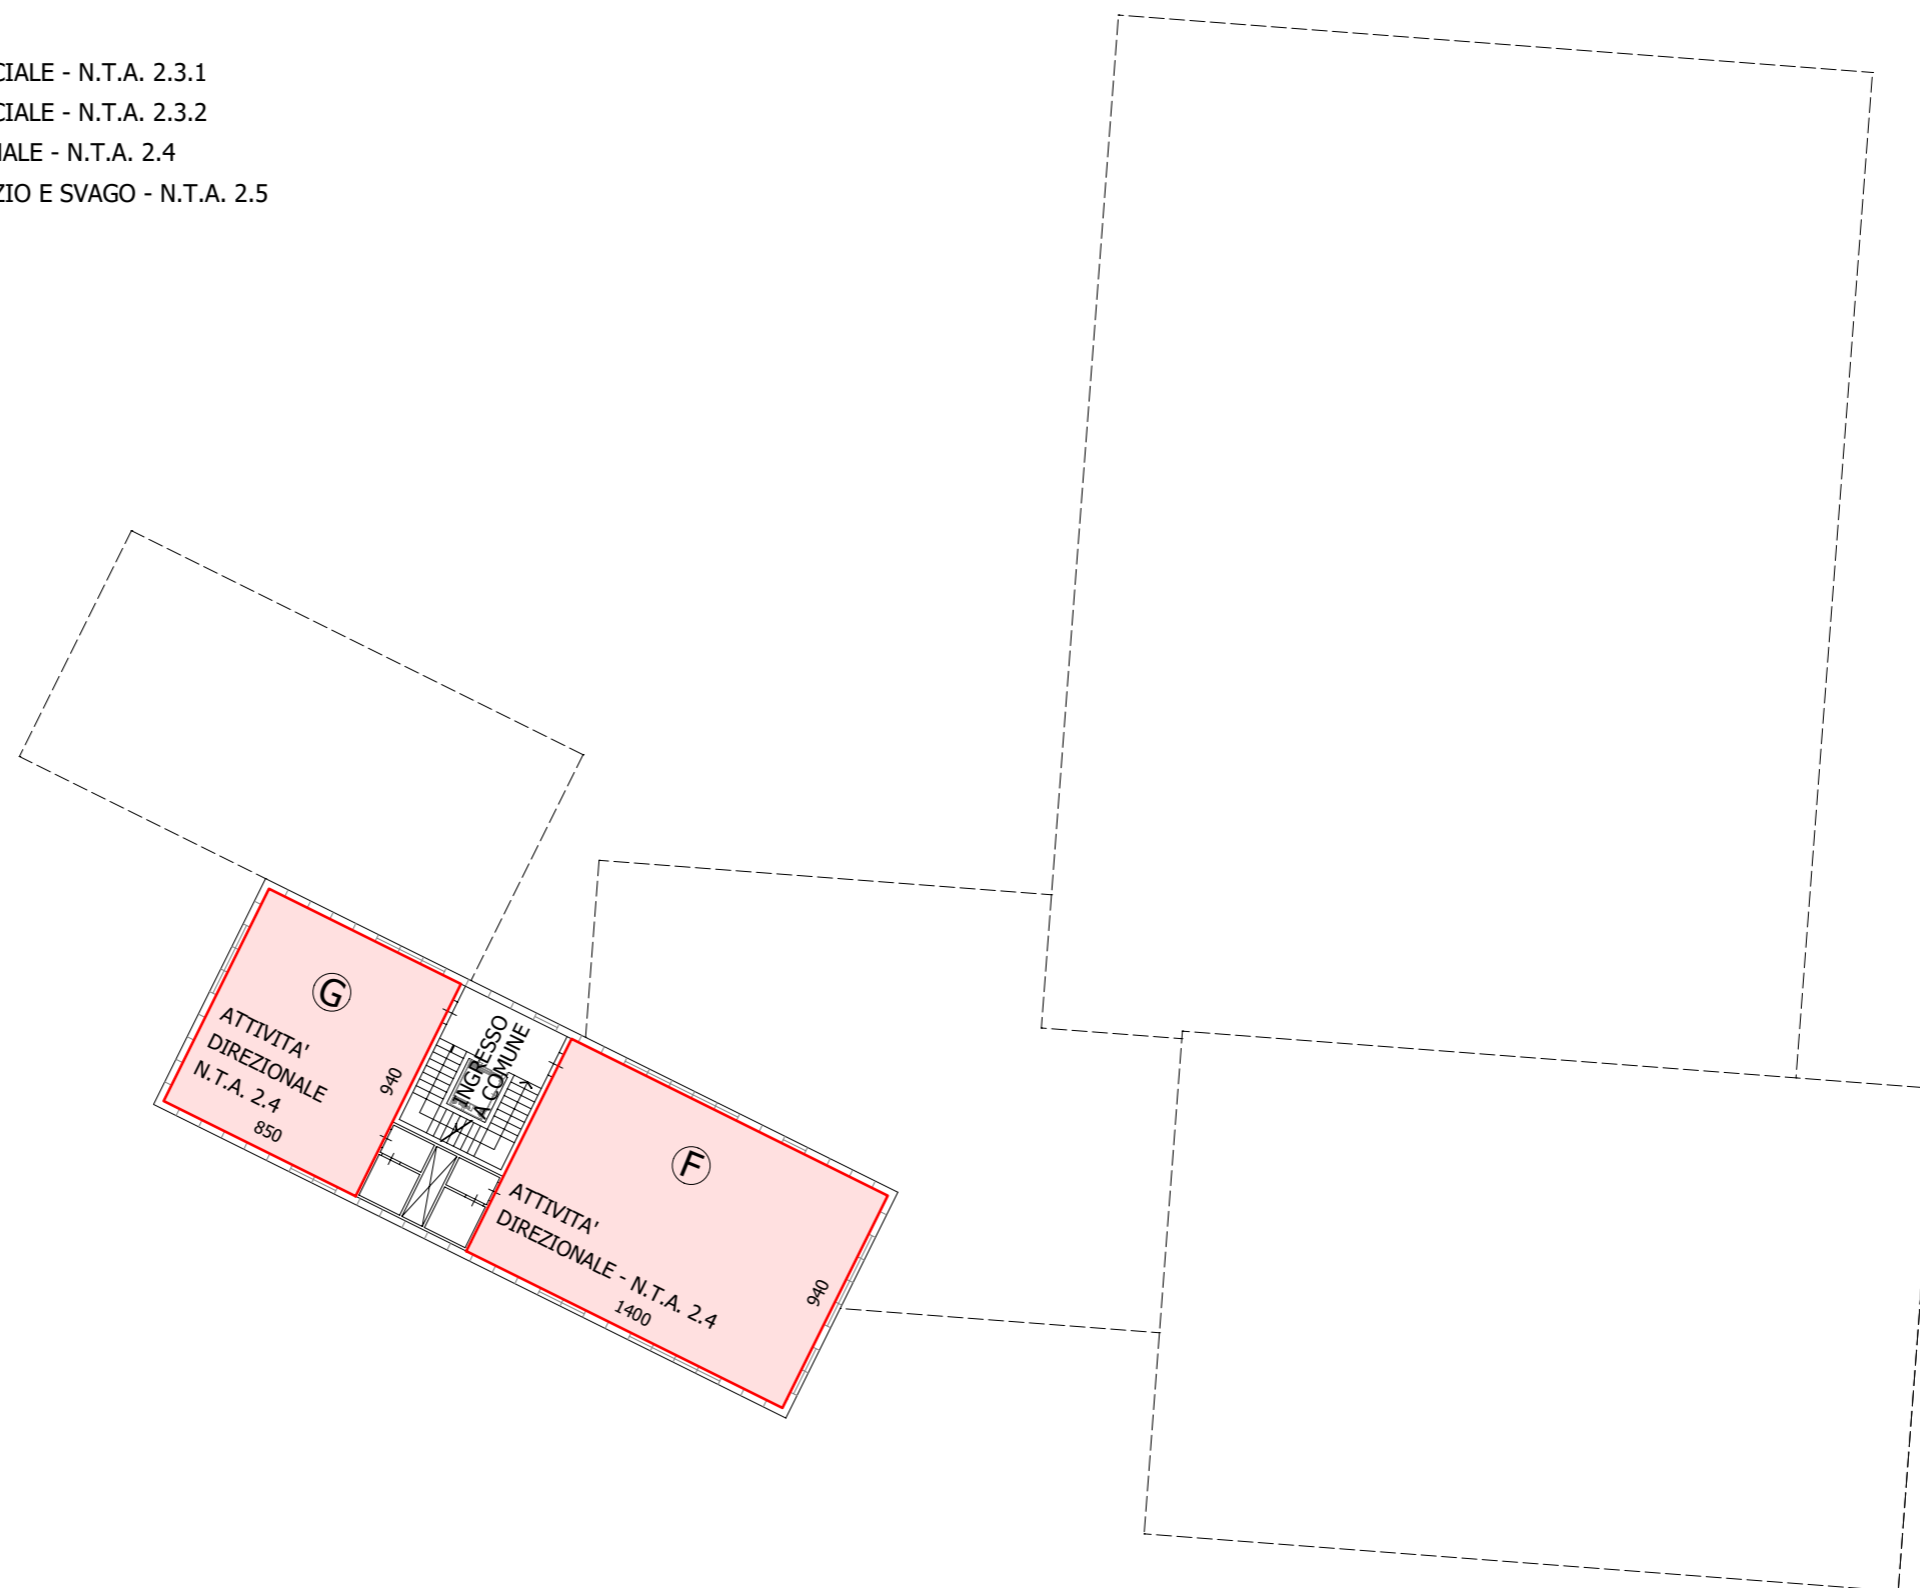 CIALE - N.T.A. 2.3.1
CIALE - N.T.A. 2.3.2
NALE - N.T.A. 2.4
ZIO E SVAGO - N.T.A. 2.5
G
ATTIVITA'
DIREZIONALE
N.T.A. 2.4
850
940
INGRESSO
A COMUNE
F
ATTIVITA'
DIREZIONALE - N.T.A. 2.4
1400
940